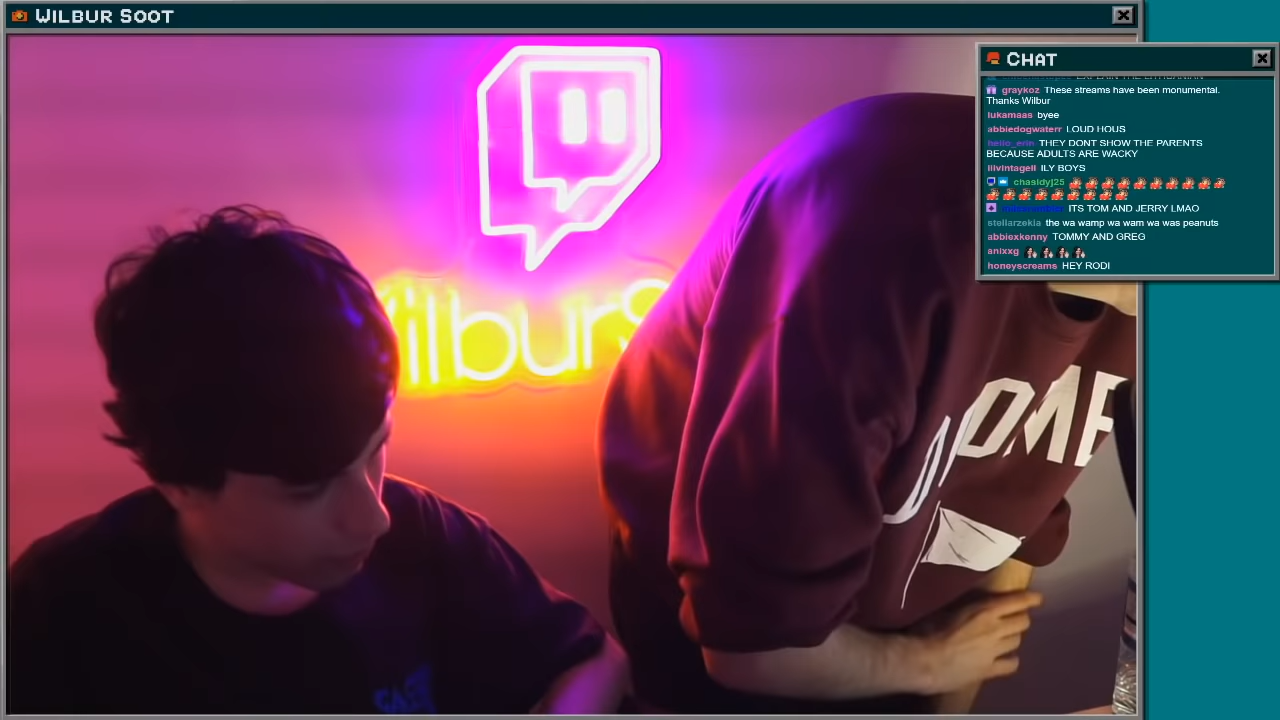 WILBUR SOOT
CHAT
graykoz These streams have been monumental.
Thanks Wilbur
lukamaas byee
abbiedogwaterr LOUD HOUS
hello_erin THEY DONT SHOW THE PARENTS
BECAUSE ADULTS ARE WACKY
ILY BOYS
chasidyj25
ITS TOM AND JERRY LMAO
stellarzekia the wa wamp wa wam wa was peanuts
abbiexkenny TOMMY AND GREG
anixxg
honeyscreams HEY RODI
ilburS
OME